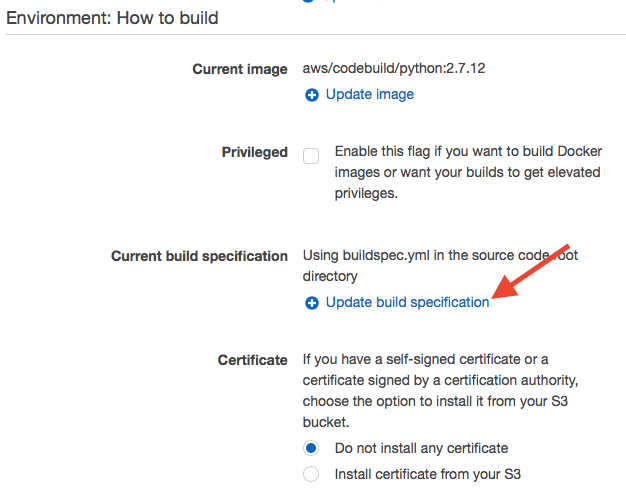 Environment: How to build
Current image aws/codebuild/python:2.7.12
Update image
Privileged Enable this flag if you want to build Docker
images or want your builds to get elevated
privileges.
Current build specification Using buildspec.yml in the source code root
directory
Update build specification
Certificate If you have a self-signed certificate or a
certificate signed by a certification authority,
choose the option to install it from your S3
bucket.
Do not install any certificate
Install certificate from your S3